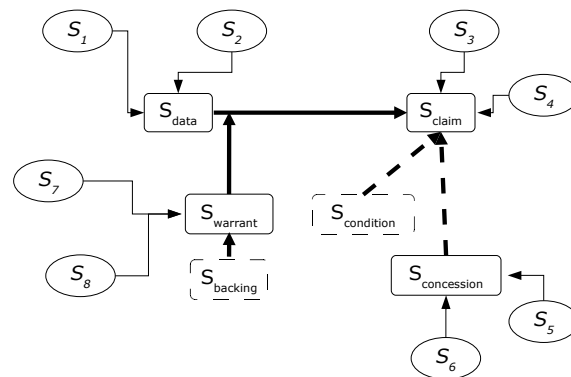 S1
S2
S3
S4
Sdata
Sclaim
S7
Swarrant
Scondition
S8
Sbacking
Sconcession
S5
S6